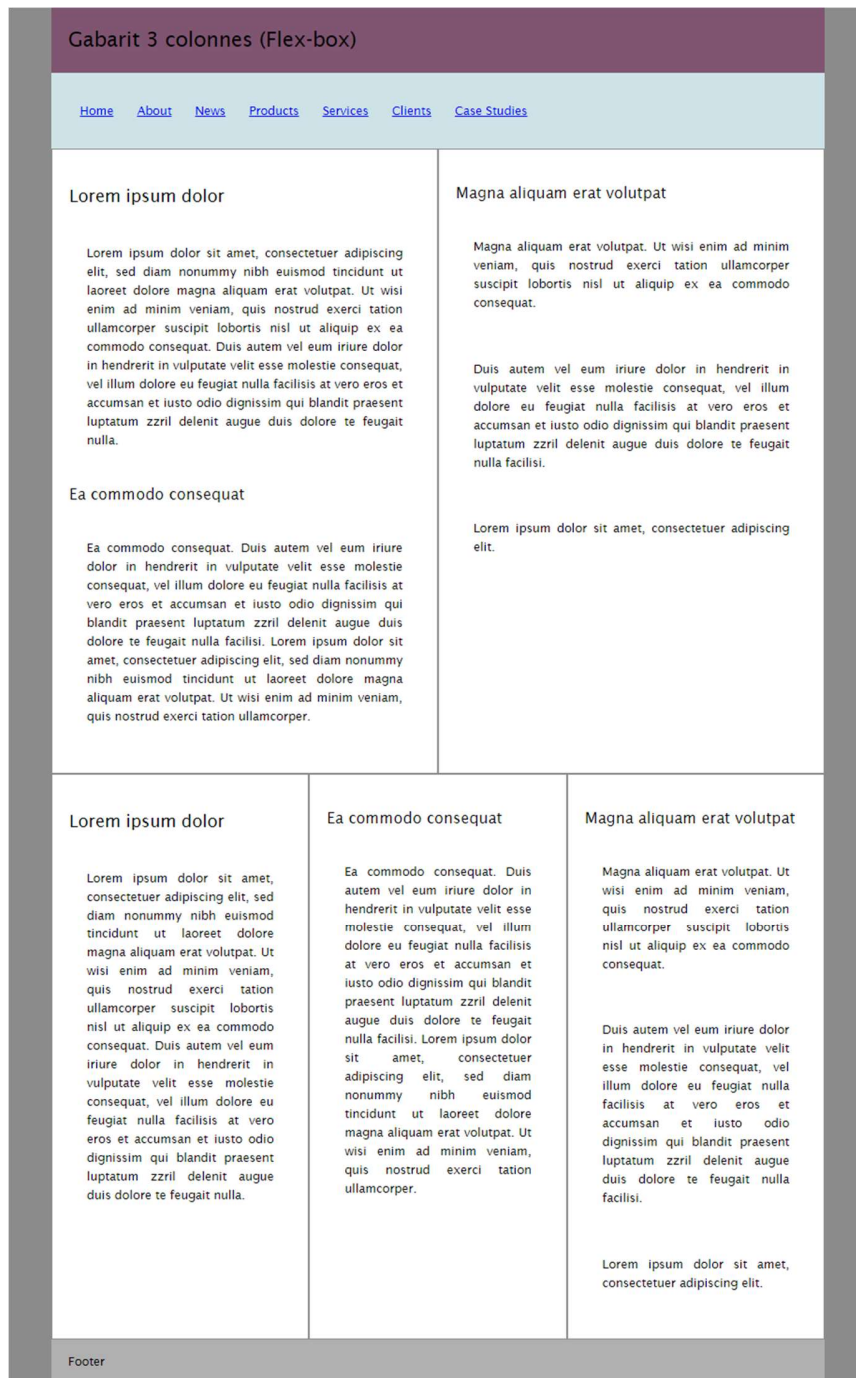 Gabarit 3 colonnes (Flex-box)
Home About News Products Services Clients Case Studies
Lorem ipsum dolor
Lorem ipsum dolor sit amet, consectetuer adipiscing
elit, sed diam nonummy nibh euismod tincidunt ut
laoreet dolore magna aliquam erat volutpat. Ut wisi
enim ad minim veniam, quis nostrud exerci tation
ullamcorper suscipit lobortis nisl ut aliquip ex ea
commodo consequat. Duis autem vel eum iriure dolor
in hendrerit in vulputate velit esse molestie consequat,
vel illum dolore eu feugiat nulla facilisis at vero eros et
accumsan et iusto odio dignissim qui blandit praesent
luptatum zzril delenit augue duis dolore te feugait
nulla.
Ea commodo consequat
Ea commodo consequat. Duis autem vel eum iriure
dolor in hendrerit in vulputate velit esse molestie
consequat, vel illum dolore eu feugiat nulla facilisis at
vero eros et accumsan et iusto odio dignissim qui
blandit praesent luptatum zzril delenit augue duis
dolore te feugait nulla facilisi. Lorem ipsum dolor sit
amet, consectetuer adipiscing elit, sed diam nonummy
nibh euismod tincidunt ut laoreet dolore magna
aliquam erat volutpat. Ut wisi enim ad minim veniam,
quis nostrud exerci tation ullamcorper.
Magna aliquam erat volutpat
Magna aliquam erat volutpat. Ut wisi enim ad minim
veniam, quis nostrud exerci tation ullamcorper
suscipit lobortis nisl ut aliquip ex ea commodo
consequat.
Duis autem vel eum iriure dolor in hendrerit in
vulputate velit esse molestie consequat, vel illum
dolore eu feugiat nulla facilisis at vero eros et
accumsan et iusto odio dignissim qui blandit praesent
luptatum zzril delenit augue duis dolore te feugait
nulla facilisi.
Lorem ipsum dolor sit amet, consectetuer adipiscing
elit.
Lorem ipsum dolor
Lorem ipsum dolor sit amet,
consectetuer adipiscing elit, sed
diam nonummy nibh euismod
tincidunt ut laoreet dolore
magna aliquam erat volutpat. Ut
wisi enim ad minim veniam,
quis nostrud exerci tation
ullamcorper suscipit lobortis
nisl ut aliquip ex ea commodo
consequat. Duis autem vel eum
iriure dolor in hendrerit in
vulputate velit esse molestie
consequat, vel illum dolore eu
feugiat nulla facilisis at vero
eros et accumsan et iusto odio
dignissim qui blandit praesent
luptatum zzril delenit augue
duis dolore te feugait nulla.
Ea commodo consequat
Ea commodo consequat. Duis
autem vel eum iriure dolor in
hendrerit in vulputate velit esse
molestie consequat, vel illum
dolore eu feugiat nulla facilisis
at vero eros et accumsan et
iusto odio dignissim qui blandit
praesent luptatum zzril delenit
augue duis dolore te feugait
nulla facilisi. Lorem ipsum dolor
sit amet, consectetuer
adipiscing elit, sed diam
nonummy nibh euismod
tincidunt ut laoreet dolore
magna aliquam erat volutpat. Ut
wisi enim ad minim veniam,
quis nostrud exerci tation
ullamcorper.
Magna aliquam erat volutpat
Magna aliquam erat volutpat. Ut
wisi enim ad minim veniam,
quis nostrud exerci tation
ullamcorper suscipit lobortis
nisl ut aliquip ex ea commodo
consequat.
Duis autem vel eum iriure dolor
in hendrerit in vulputate velit
esse molestie consequat, vel
illum dolore eu feugiat nulla
facilisis at vero eros et
accumsan et iusto odio
dignissim qui blandit praesent
luptatum zzril delenit augue
duis dolore te feugait nulla
facilisi.
Lorem ipsum dolor sit amet,
consectetuer adipiscing elit.
Footer